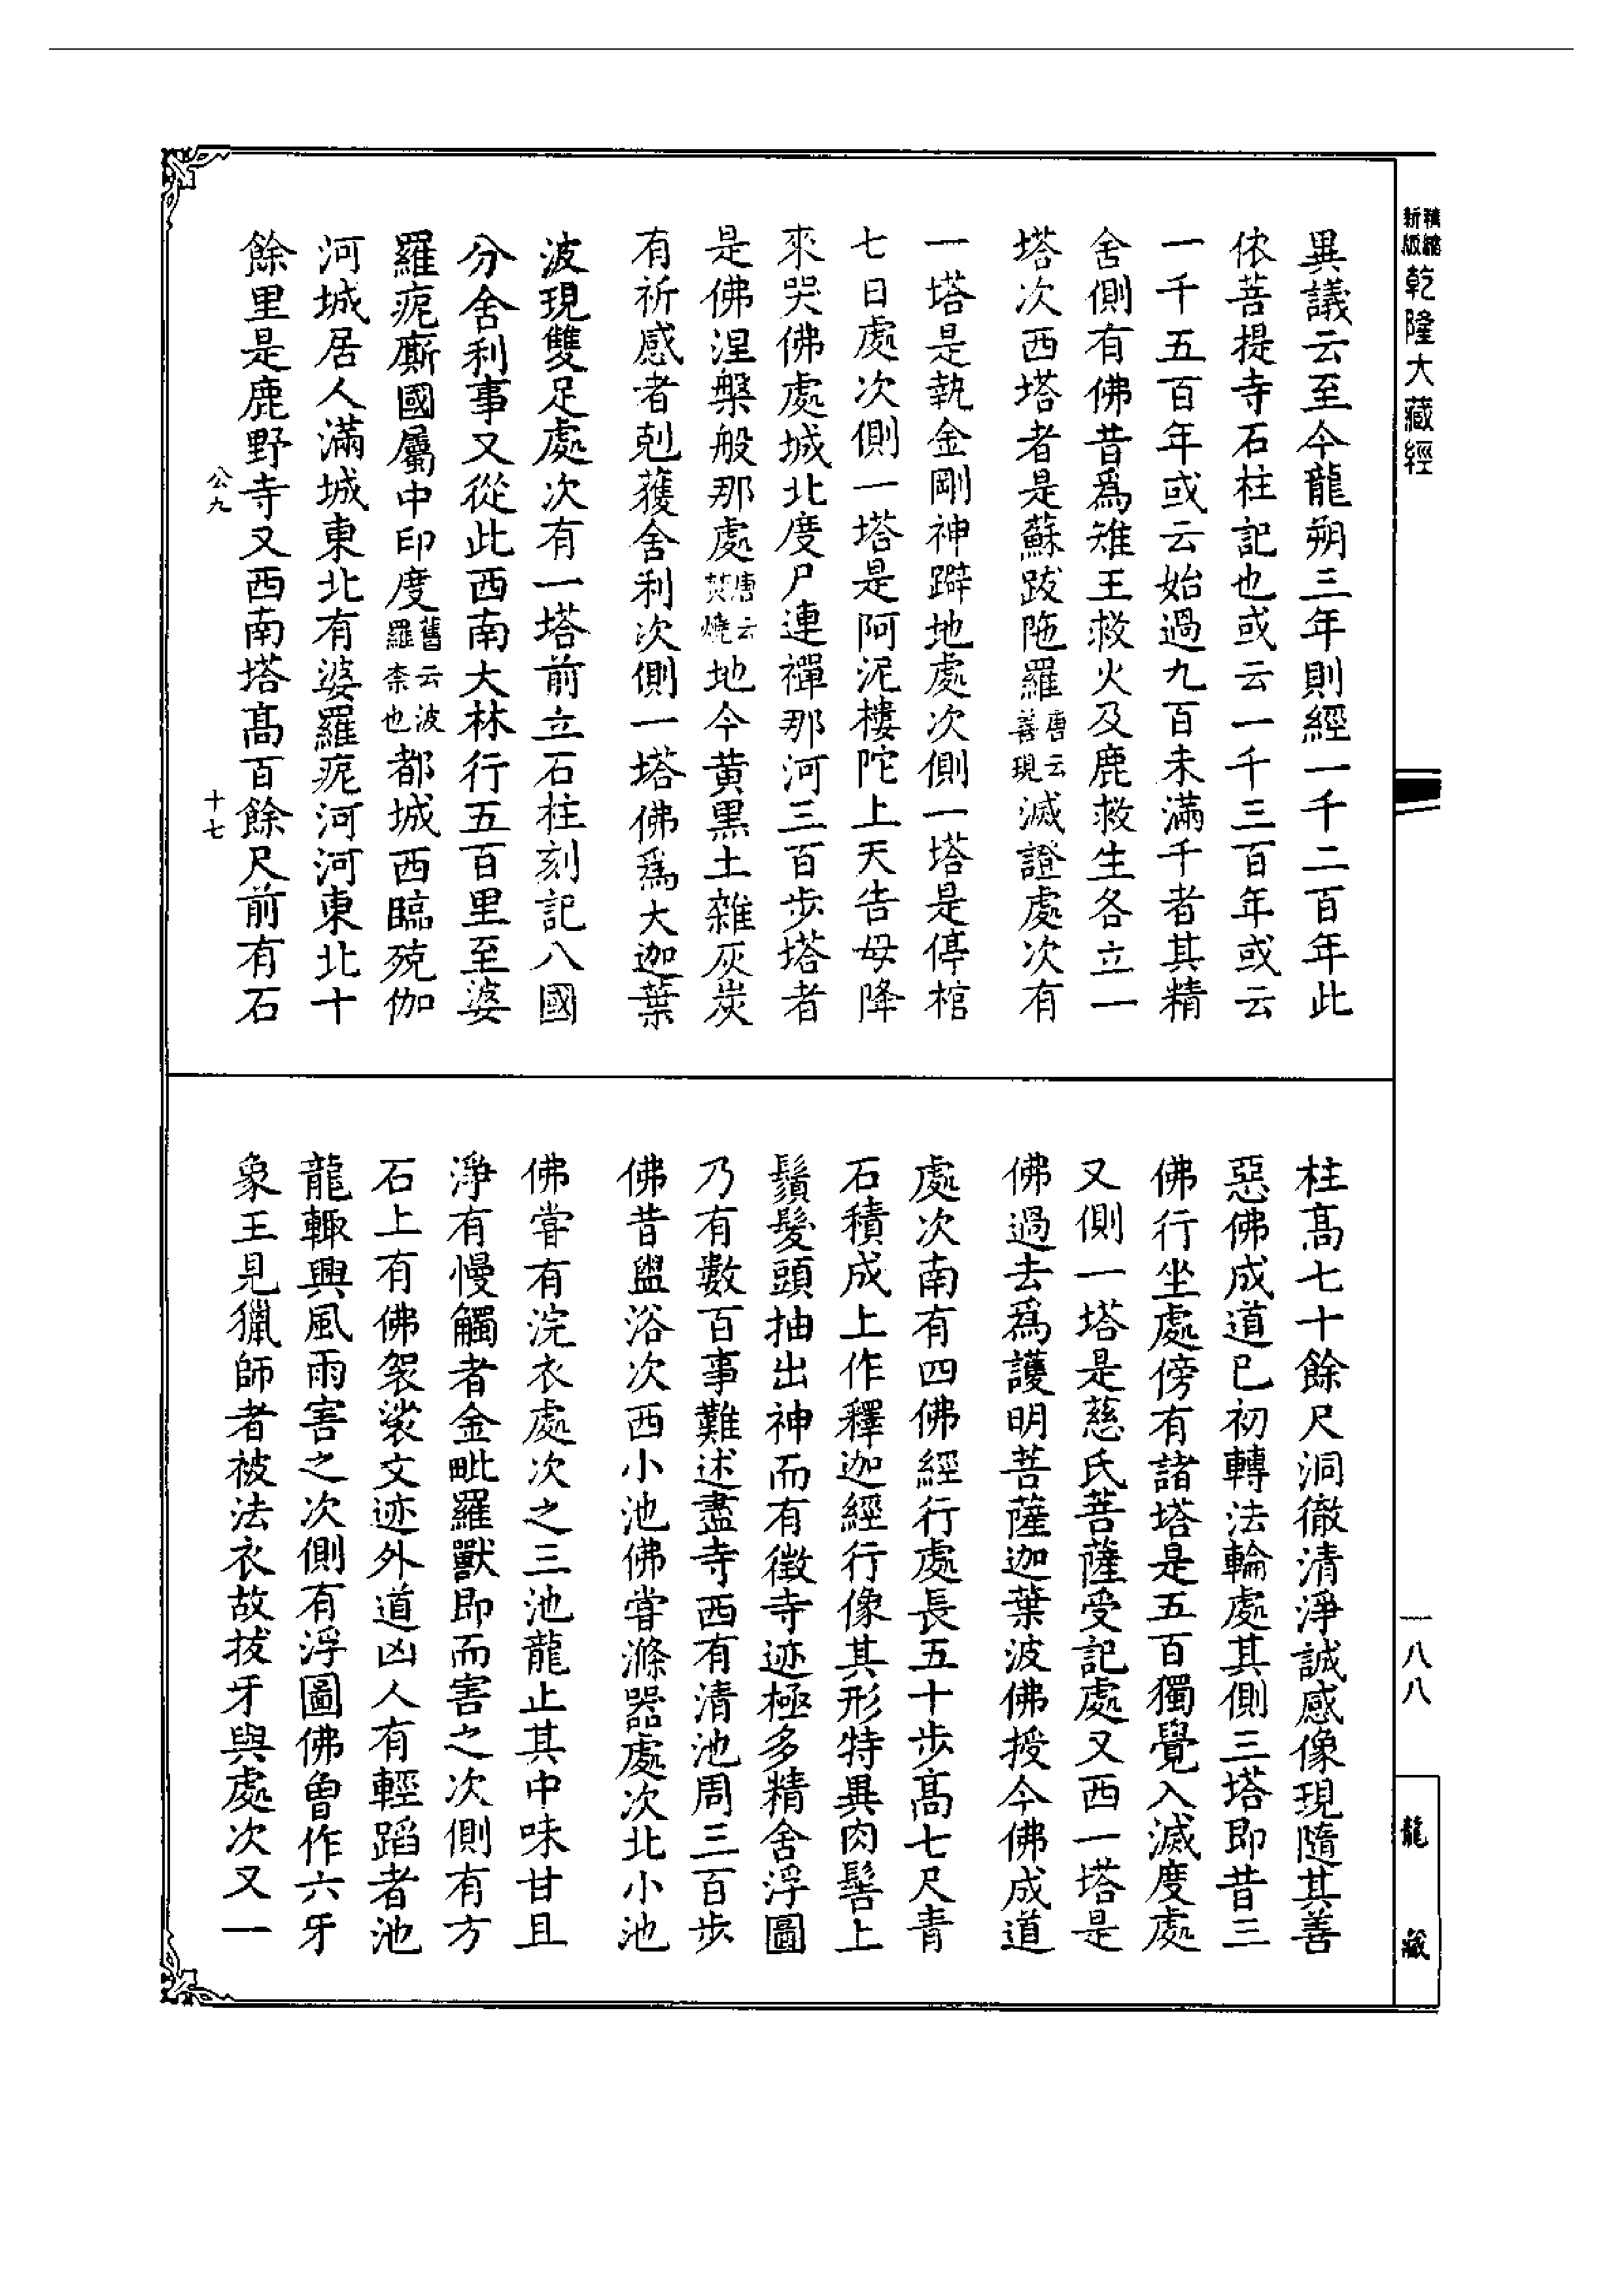 精縮新版乾隆大藏經
異議云至今龍朔三年則經一千二百年此
依菩提寺石柱記也或云一千三百年或云
一千五百年或云始過九百未滿千者其精
舍側有佛昔爲雉王救火及鹿救生各立一
塔次西塔者是蘇跋陁羅唐云善現滅證處次有
一塔是執金剛神躃地處次側一塔是停棺
七日處次側一塔是阿泥樓陀上天告母降
來哭佛處城北度尸連禪那河三百步塔者
是佛涅槃般那處唐云焚燒地今黃黑土雜灰炭
有祈感者剋獲舍利次側一塔佛爲大迦葉
波現雙足處次有一塔前立石柱刻記八國
分舍利事又從此西南大林行五百里至婆
羅痆廝國屬中印度舊云波羅柰也都城西臨殑伽
河城居人滿城東北有婆羅痆河河東北十
餘里是鹿野寺又西南塔高百餘尺前有石
公九
十七
柱高七十餘尺洞徹清淨誠感像現隨其善
惡佛成道已初轉法輪處其側三塔即昔三
佛行坐處傍有諸塔是五百獨覺入滅度處
又側一塔是慈氏菩薩受記處又西一塔是
佛過去爲護明菩薩迦葉波佛授今佛成道
處次南有四佛經行處長五十步高七尺青
石積成上作釋迦經行像其形特異肉髻上
鬚髮頭抽出神而有徵寺迹極多精舍浮圖
乃有數百事難述盡寺西有清池周三百步
佛昔盥浴次西小池佛甞滌器處次北小池
佛甞有浣衣處次之三池龍止其中味甘且
淨有慢觸者金毗羅獸即而害之次側有方
石上有佛袈裟文迹外道凶人有輕蹈者池
龍輙興風雨害之次側有浮圖佛曾作六牙
象王見獵師者被法衣故拔牙與處次又一
一八八
龍藏